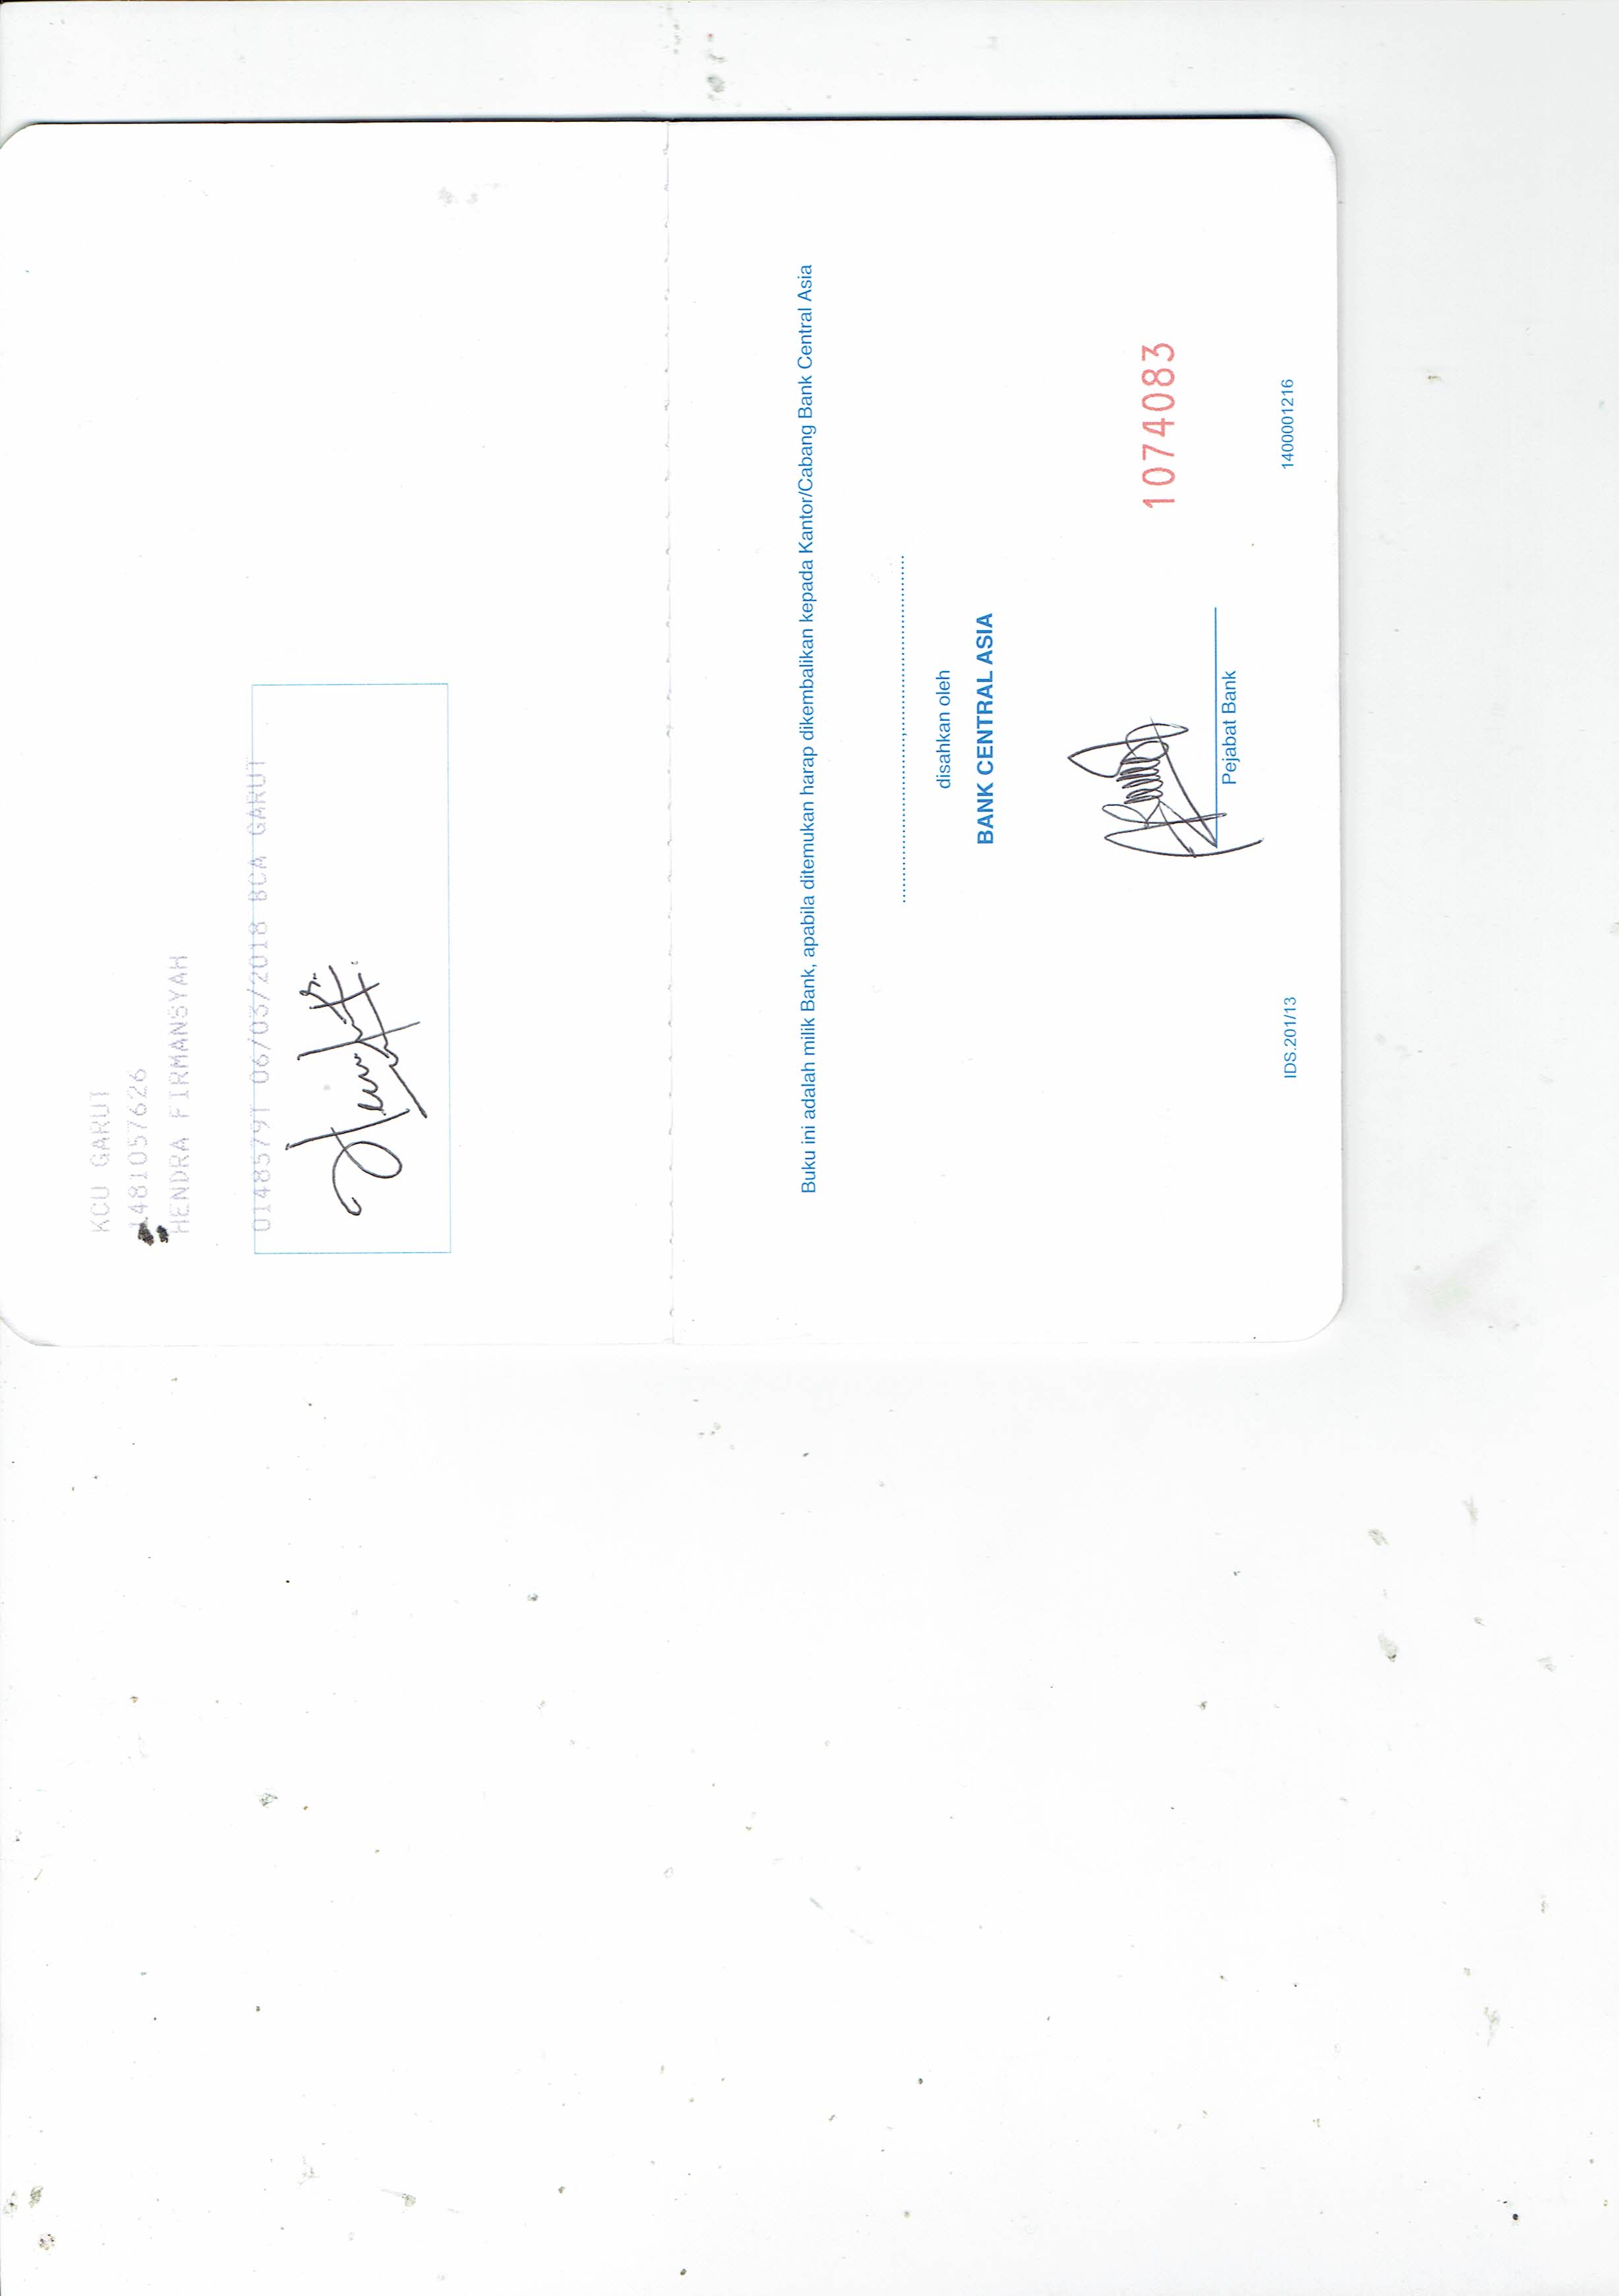 KCU GARUT
1481057626
HENDRA FIRMANSYAH
0148579T 06/03/2018 BCA GARUT
Buku ini adalah milik Bank, apabila ditemukan harap dikembalikan kepada Kantor/Cabang Bank Central Asia
..............................,................................
disahkan oleh
BANK CENTRAL ASIA
1074083
Pejabat Bank
IDS.201/13
1400001216